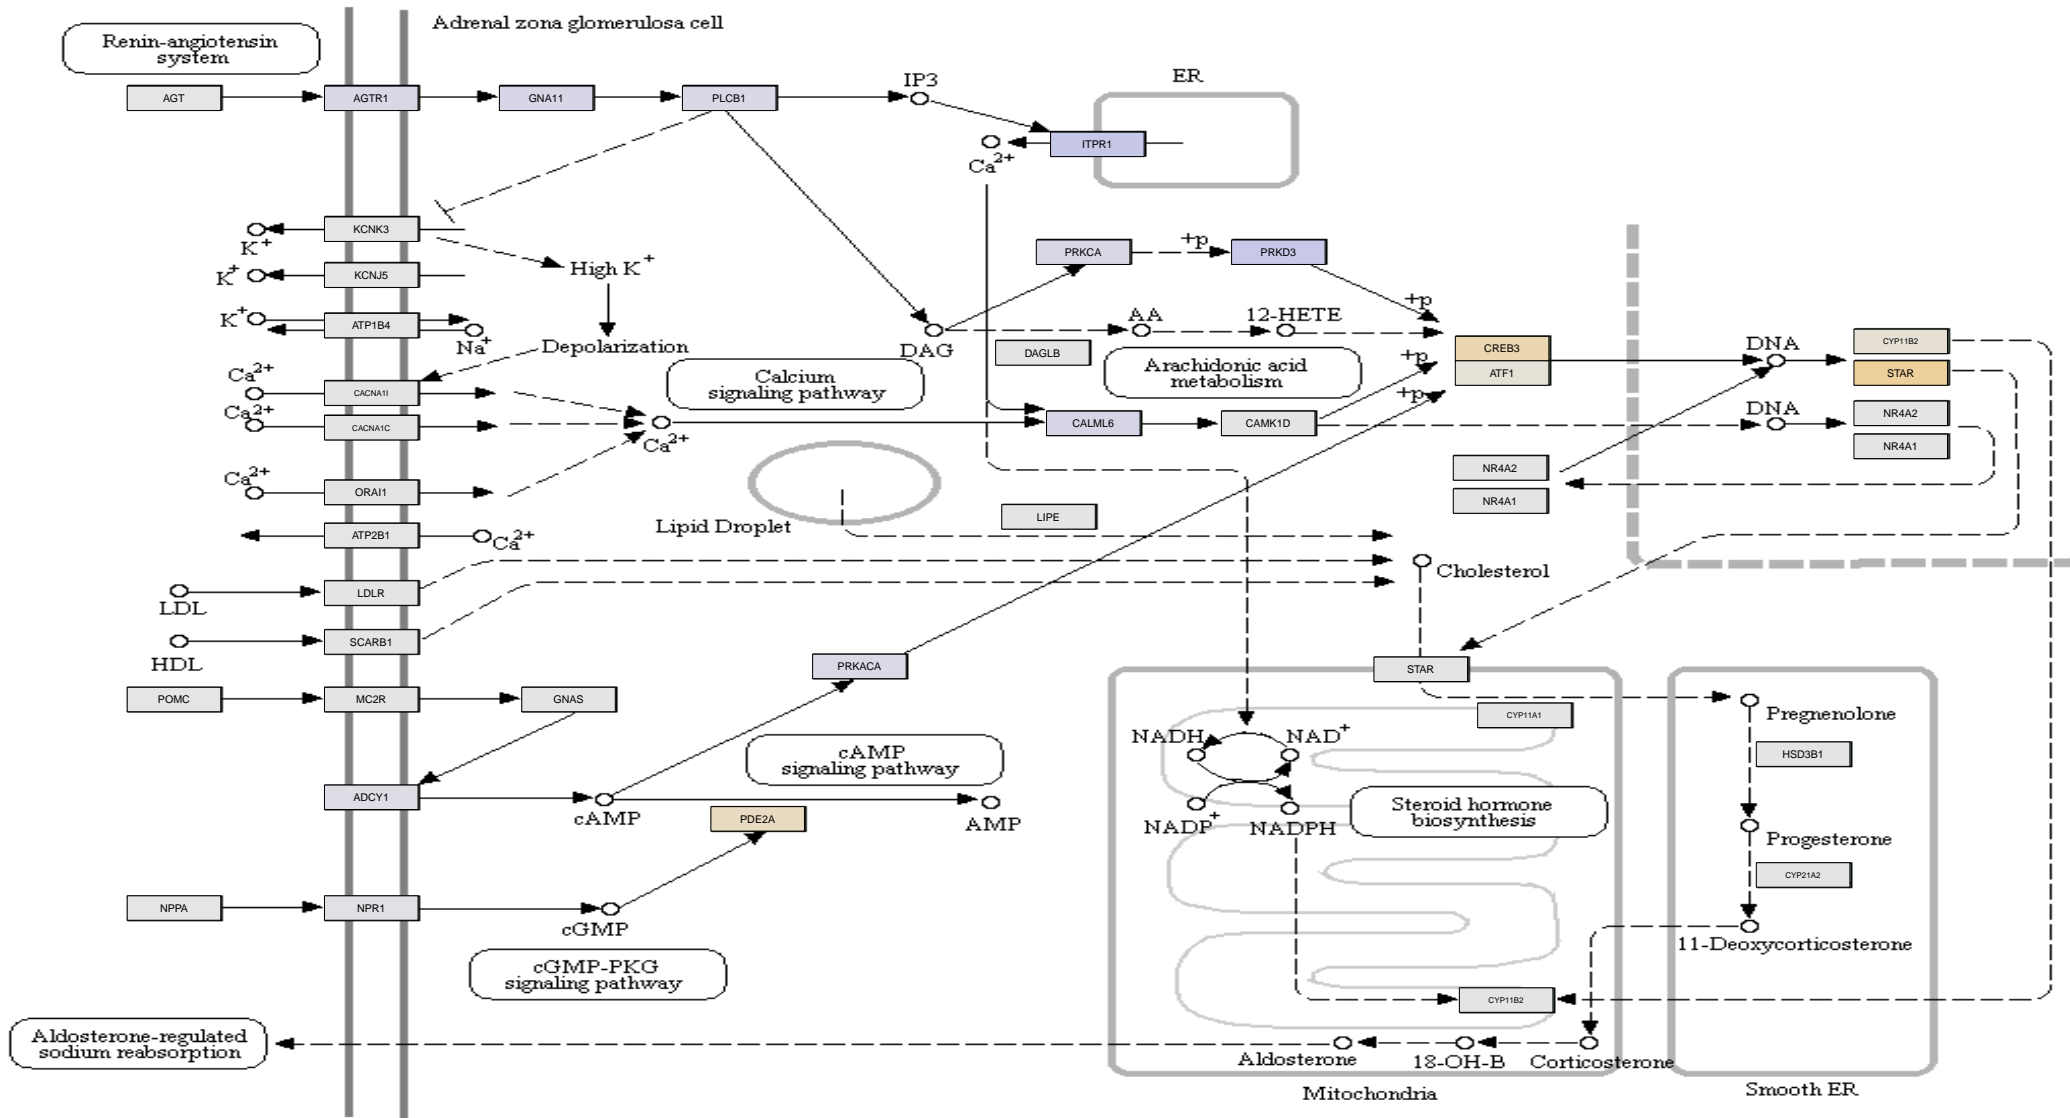 Adrenal zona glomerulosa cell
Renin-angiotensin
system
AGT
AGTR1
GNA11
PLCB1
IP3
ER
ITPR1
Ca2+
KCNK3
K+
KCNJ5
K+
High K+
PRKCA
+p
PRKD3
+p
K+
ATP1B4
Na+
Depolarization
DAG
DAGLB
AA
12-HETE
Arachidonic acid
metabolism
CREB3
ATF1
+p
+p
DNA
CYP11B2
STAR
DNA
NR4A2
NR4A1
Ca2+
CACNA1I
Ca2+
CACNA1C
Calcium
signaling pathway
Ca2+
CALML6
CAMK1D
NR4A2
NR4A1
Ca2+
ORAI1
Lipid Droplet
LIPE
ATP2B1
Ca2+
Cholesterol
LDL
LDLR
HDL
SCARB1
PRKACA
STAR
POMC
MC2R
GNAS
CYP11A1
Pregnenolone
HSD3B1
cAMP
signaling pathway
NADH
NAD+
ADCY1
cAMP
AMP
PDE2A
NADP+
NADPH
Steroid hormone
biosynthesis
Progesterone
CYP21A2
NPPA
NPR1
cGMP
11-Deoxycorticosterone
cGMP-PKG
signaling pathway
CYP11B2
Aldosterone-regulated
sodium reabsorption
Aldosterone
18-OH-B
Corticosterone
Mitochondria
Smooth ER